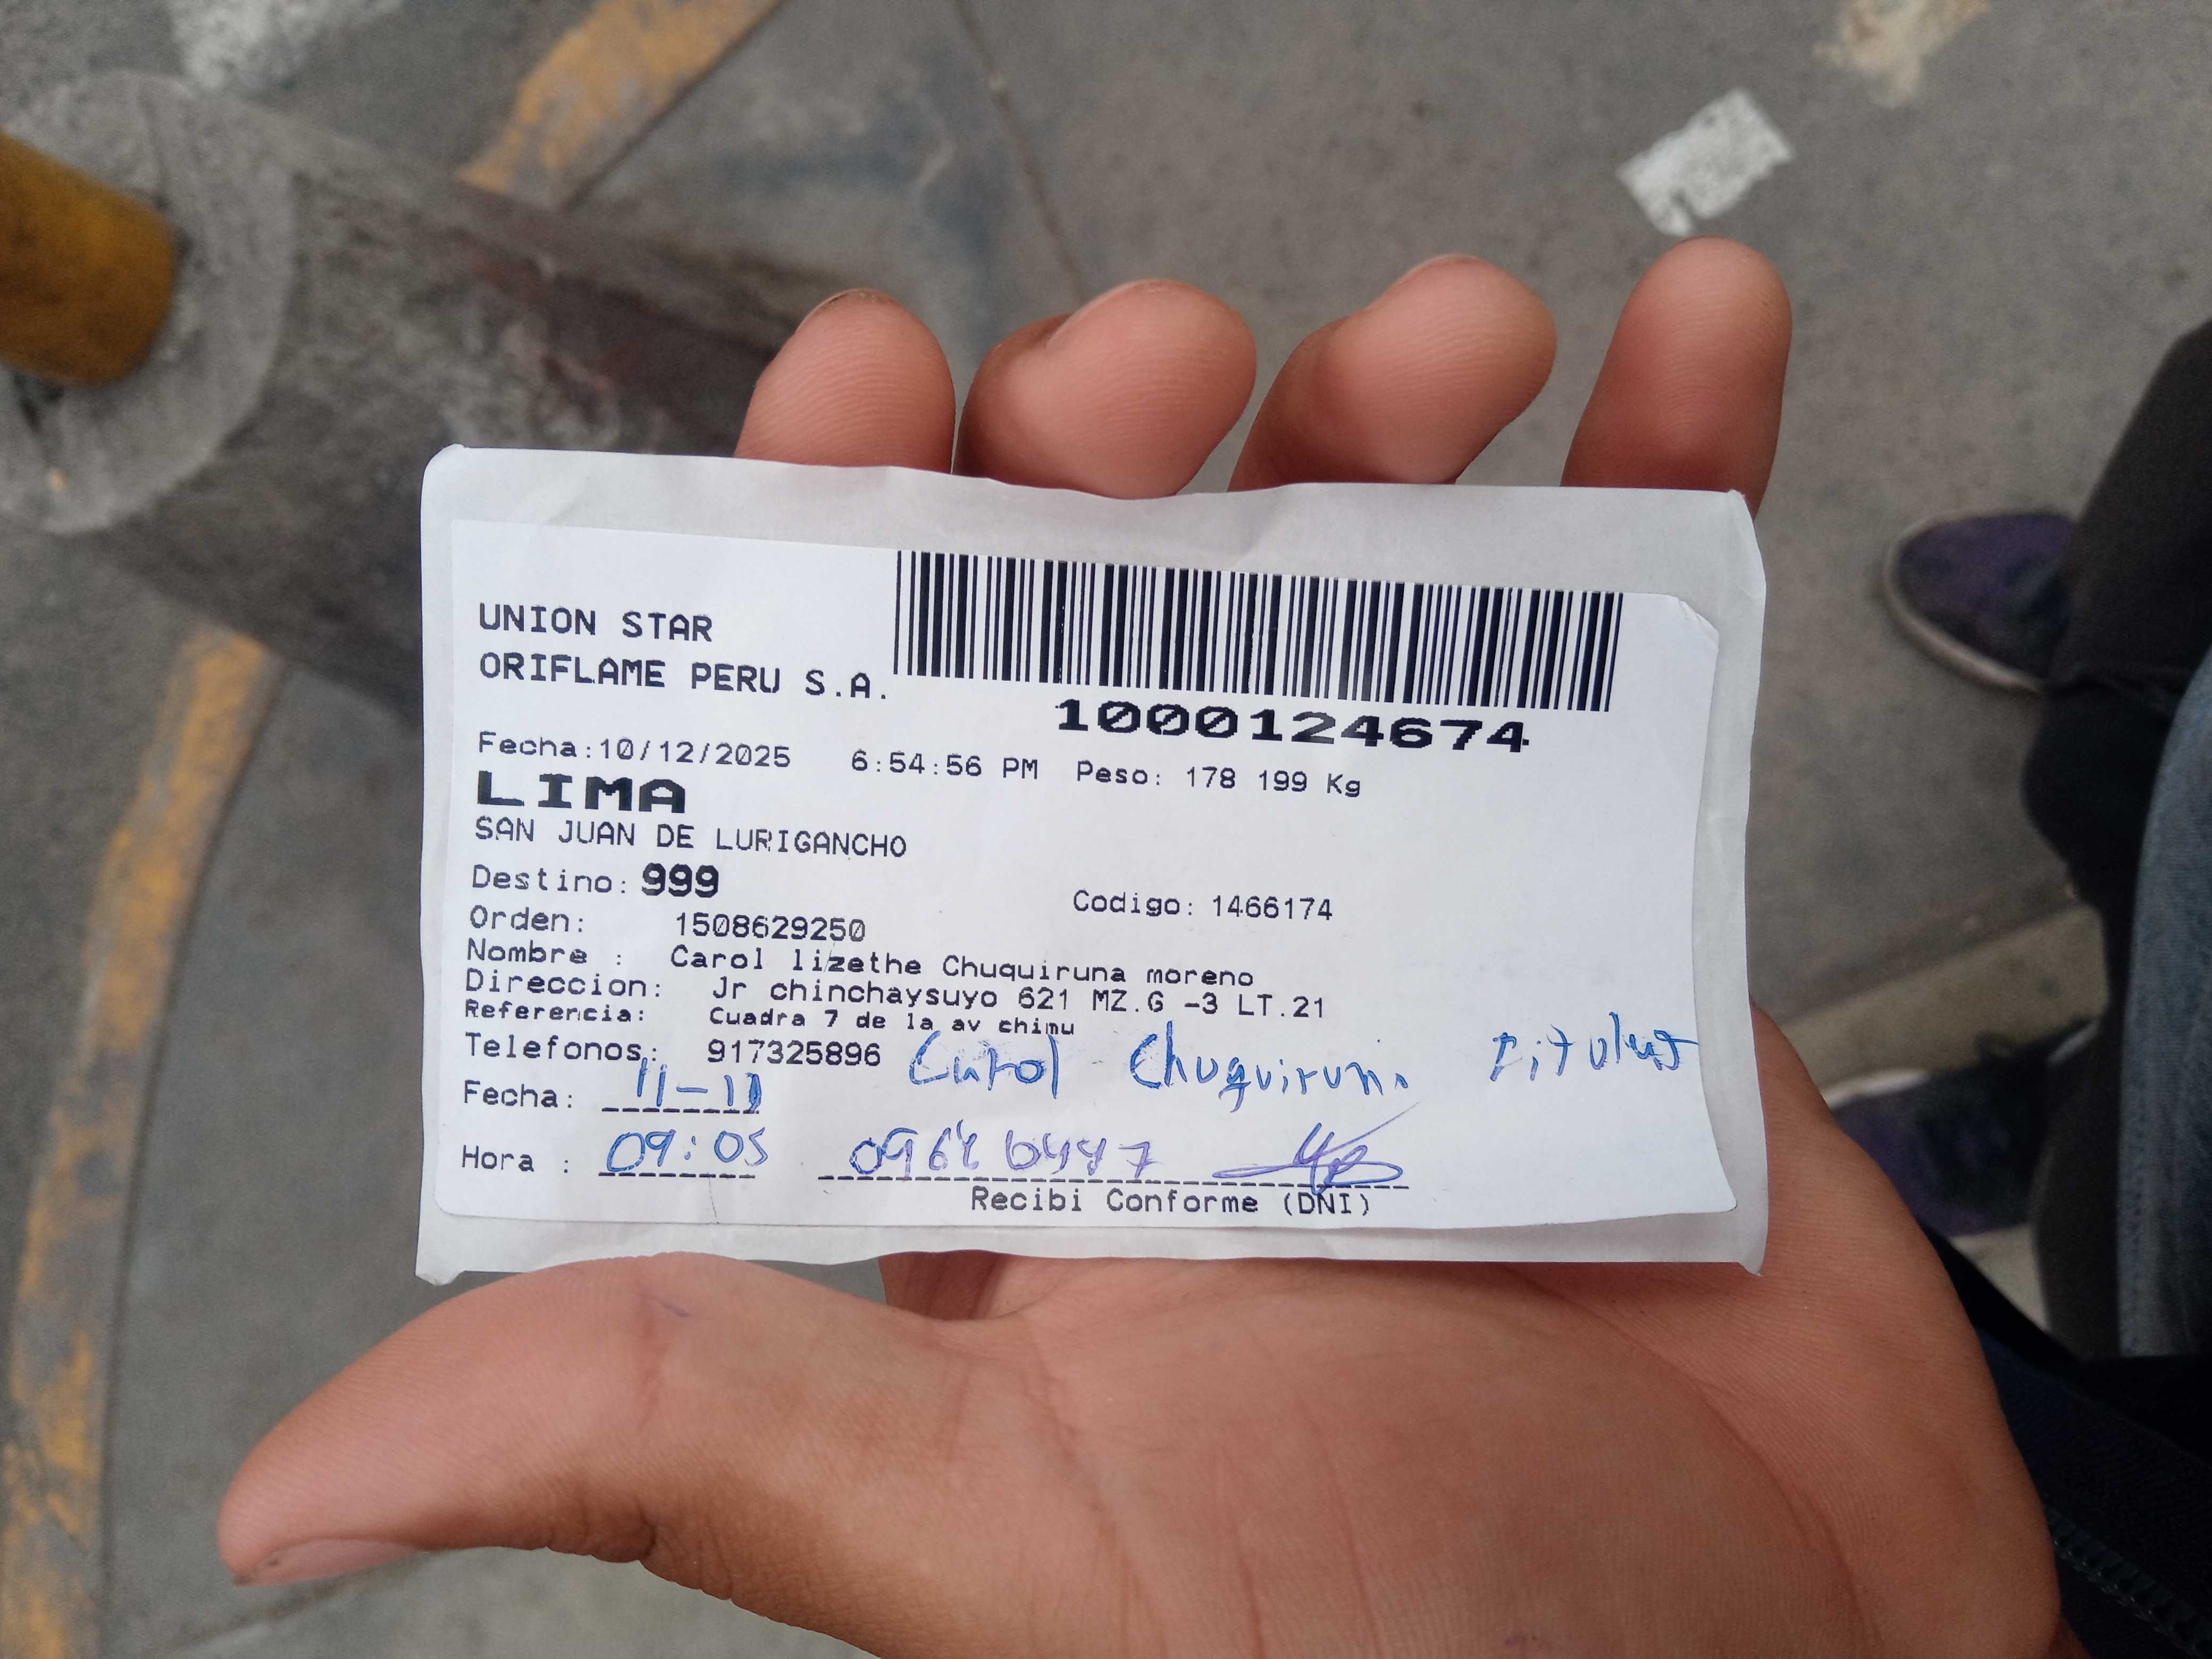 UNION STAR
ORIFLAME PERU S.A.
1000124674
Fecha:10/12/2025 6:54:56 PM Peso: 178 199 Kg
LIMA
SAN JUAN DE LURIGANCHO
Destino: 999
Codigo: 1466174
Orden: 1508629250
Nombre : Carol lizethe Chuquiruna moreno
Direccion: Jr chinchaysuyo 621 MZ.G -3 LT.21
Referencia: Cuadra 7 de la av chimu
Telefonos: 917325896 Carol Chuquiruna
Fecha: 11-
Hora : 09:05
Recibi Conforme (DNI)